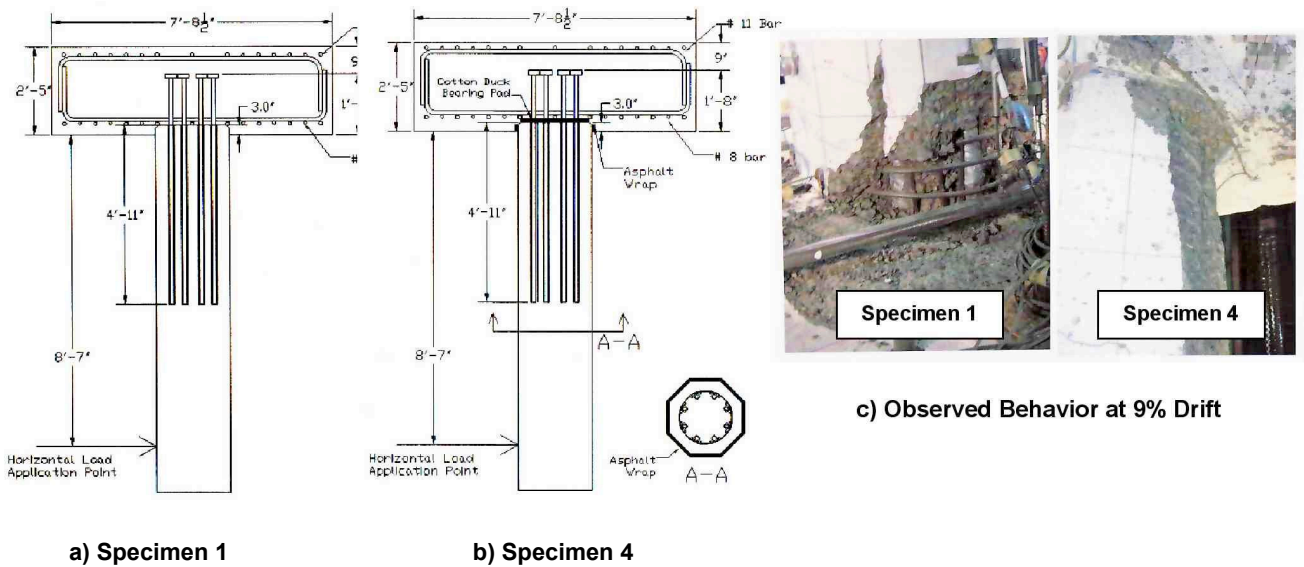 7'-8½"
2'-5"
9
1'-
3.0"
#
4'-11"
8'-7"
Horizontal Load
Application Point
a) Specimen 1
7'-8½"
# 11 Bar
9"
Cotton Duck
Bearing Pad
2'-5"
1'-8"
3.0"
# 8 bar
Asphalt
Wrap
4'-11"
A-A
8'-7"
Horizontal Load
Application Point
Asphalt
Wrap
A-A
b) Specimen 4
Specimen 1
Specimen 4
c) Observed Behavior at 9% Drift